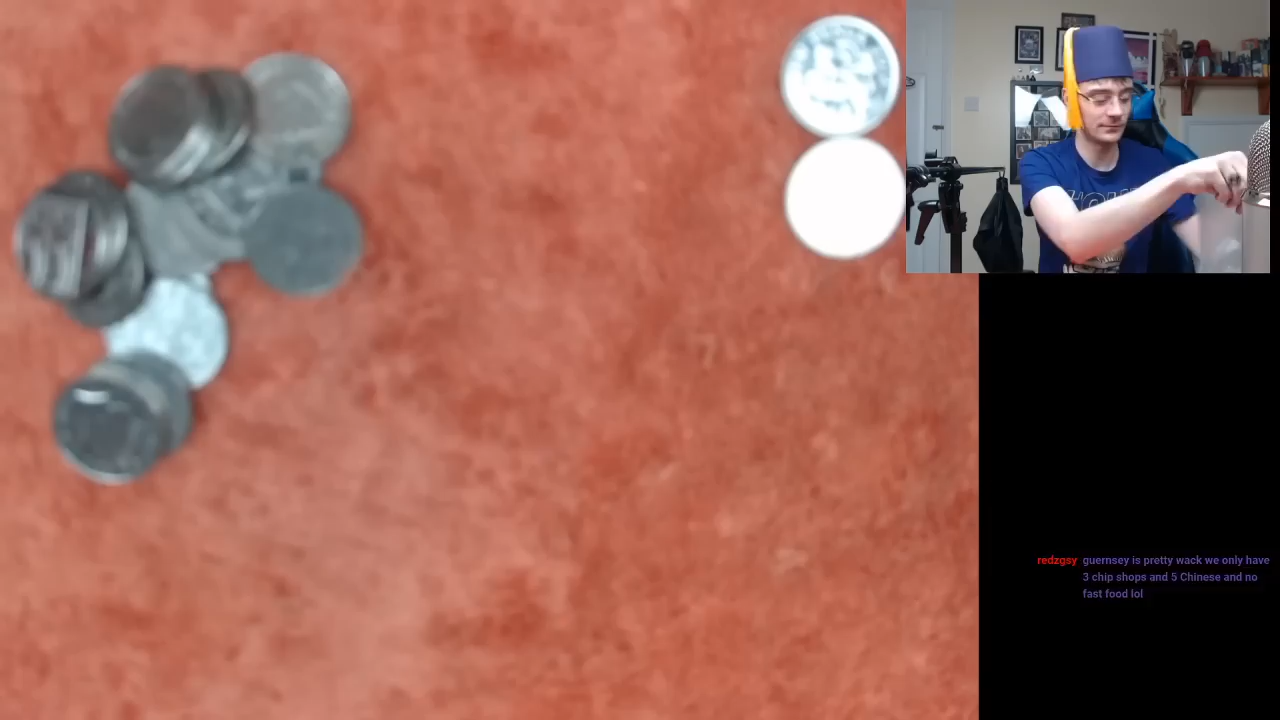 redzgsy guernsey is pretty wack we only have
3 chip shops and 5 Chinese and no
fast food lol